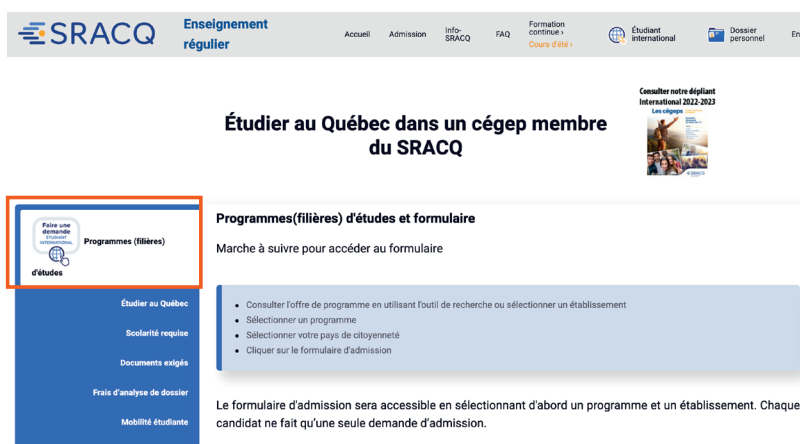 SRACQ
Enseignement
régulier
Accueil
Admission
Info-
SRACQ
FAQ
Formation
continue ›
Cours d'été ›
Étudiant
international
Dossier
personnel
En
Étudier au Québec dans un cégep membre
du SRACQ
Consulter notre dépliant
International 2022-2023
Les cégeps
SRACQ
Faire une
demande
ÉTUDIANT
INTERNATIONAL
Programmes (filières)
d'études
Étudier au Québec
Scolarité requise
Documents exigés
Frais d'analyse de dossier
Mobilité étudiante
Programmes(filières) d'études et formulaire
Marche à suivre pour accéder au formulaire
• Consulter l'offre de programme en utilisant l'outil de recherche ou sélectionner un établissement
• Sélectionner un programme
• Sélectionner votre pays de citoyenneté
• Cliquer sur le formulaire d'admission
Le formulaire d'admission sera accessible en sélectionnant d'abord un programme et un établissement. Chaque
candidat ne fait qu'une seule demande d'admission.